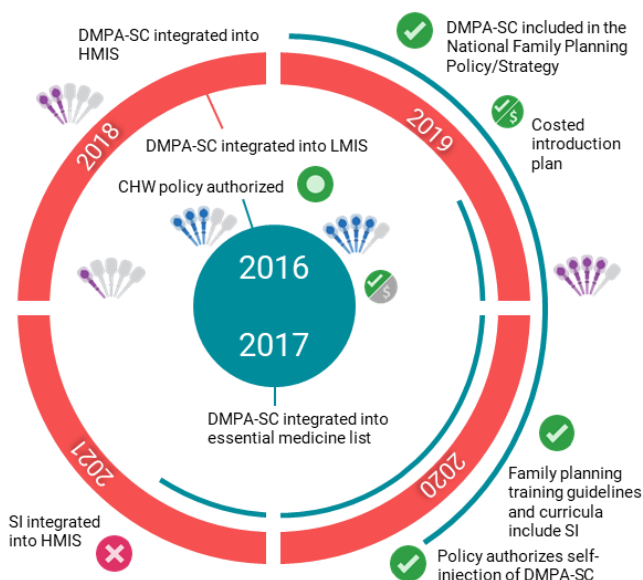 DMPA-SC integrated into
HMIS
DMPA-SC included in the
National Family Planning
Policy/Strategy
2018
2019
$
Costed
introduction
plan
DMPA-SC integrated into LMIS
CHW policy authorized
2016
$
2017
DMPA-SC integrated into
essential medicine list
2021
2020
Family planning
training guidelines
and curricula
include SI
SI integrated
into HMIS
Policy authorizes self-
injection of DMPA-SC